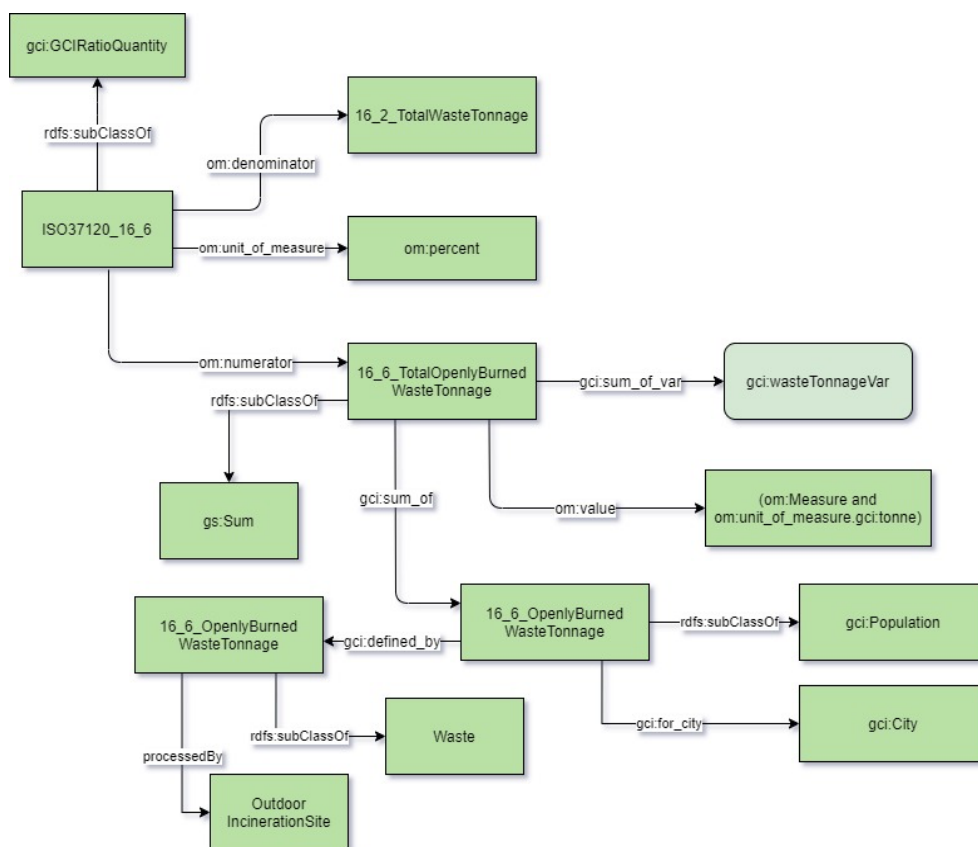 gci:GCIRatioQuantity
rdfs:subClassOf
16_2_TotalWasteTonnage
om:denominator
ISO37120_16_6
om:unit_of_measure
om:percent
om:numerator
16_6_TotalOpenlyBurned
WasteTonnage
gci:sum_of_var
gci:wasteTonnageVar
rdfs:subClassOf
gs:Sum
gci:sum_of
om:value
(om:Measure and
om:unit_of_measure.gci:tonne)
16_6_OpenlyBurned
WasteTonnage
gci:defined_by
16_6_OpenlyBurned
WasteTonnage
rdfs:subClassOf
gci:Population
gci:for_city
gci:City
rdfs:subClassOf
Waste
processedBy
Outdoor
IncinerationSite